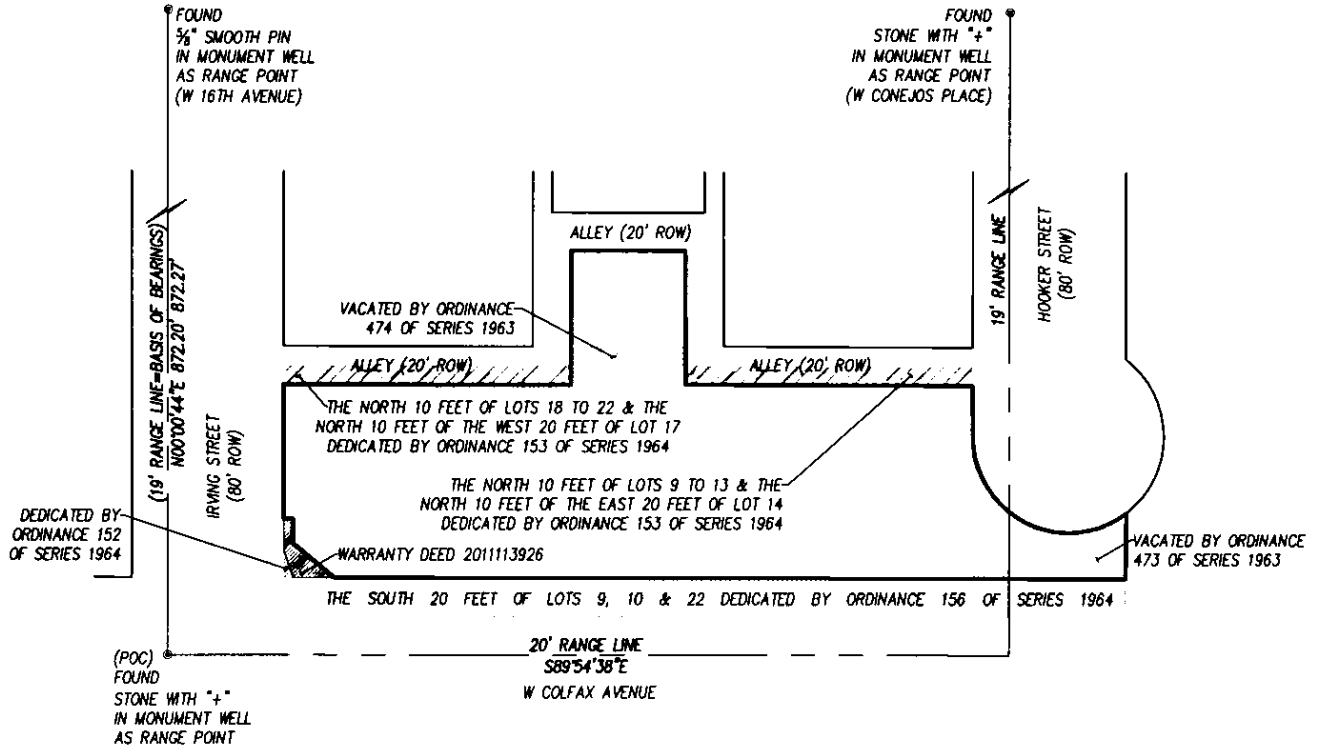 FOUND
5/8" SMOOTH PIN
IN MONUMENT WELL
AS RANGE POINT
(W 16TH AVENUE)
FOUND
STONE WITH "+"
IN MONUMENT WELL
AS RANGE POINT
(W CONEJOS PLACE)
(19' RANGE LINE=BASIS OF BEARINGS)
N00°00'44"E 872.20' 872.27'
IRVING STREET
(80' ROW)
ALLEY (20' ROW)
19' RANGE LINE
HOOKER STREET
(80' ROW)
VACATED BY ORDINANCE
474 OF SERIES 1963
ALLEY (20' ROW)
ALLEY (20' ROW)
THE NORTH 10 FEET OF LOTS 18 TO 22 & THE
NORTH 10 FEET OF THE WEST 20 FEET OF LOT 17
DEDICATED BY ORDINANCE 153 OF SERIES 1964
THE NORTH 10 FEET OF LOTS 9 TO 13 & THE
NORTH 10 FEET OF THE EAST 20 FEET OF LOT 14
DEDICATED BY ORDINANCE 153 OF SERIES 1964
DEDICATED BY
ORDINANCE 152
OF SERIES 1964
WARRANTY DEED 2011113926
VACATED BY ORDINANCE
473 OF SERIES 1963
THE SOUTH 20 FEET OF LOTS 9, 10 & 22 DEDICATED BY ORDINANCE 156 OF SERIES 1964
20' RANGE LINE
S89°54'38"E
W COLFAX AVENUE
(POC)
FOUND
STONE WITH "+"
IN MONUMENT WELL
AS RANGE POINT